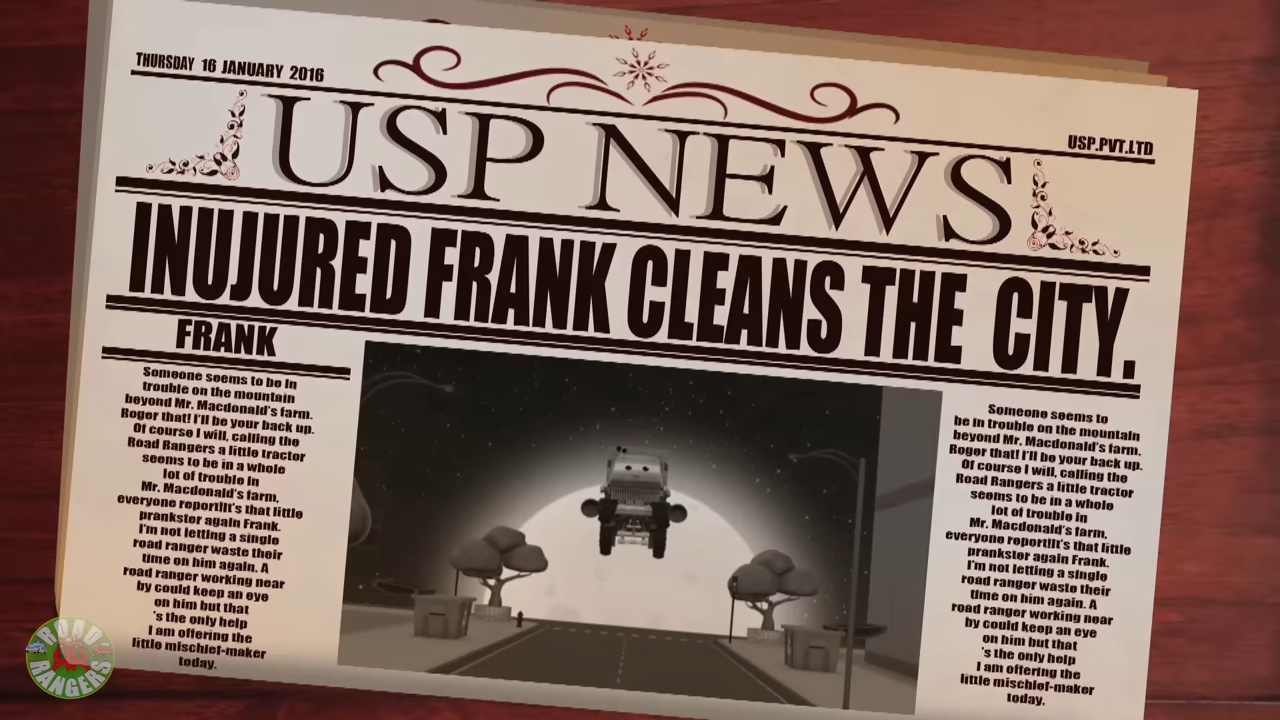 THURSDAY 16 JANUARY 2016
USP.PVT.LTD
USP NEWS
INUJURED FRANK CLEANS THE CITY.
FRANK
Someone seems to be in
trouble on the mountain
beyond Mr. Macdonald's farm.
Roger that! I'll be your back up.
Of course I will, calling the
Road Rangers a little tractor
seems to be in a whole
lot of trouble in
Mr. Macdonald's farm,
everyone reportIt's that little
prankster again Frank.
I'm not letting a single
road ranger waste their
time on him again. A
road ranger working near
by could keep an eye
on him but that
's the only help
I am offering the
little mischief-maker
today.
Someone seems to
be in trouble on the mountain
beyond Mr. Macdonald's farm.
Roger that! I'll be your back up.
Of course I will, calling the
Road Rangers a little tractor
seems to be in a whole
lot of trouble in
Mr. Macdonald's farm,
everyone reportIt's that little
prankster again Frank.
I'm not letting a single
road ranger waste their
time on him again. A
road ranger working near
by could keep an eye
on him but that
's the only help
I am offering the
little mischief-maker
today.
ROAD
RANGERS